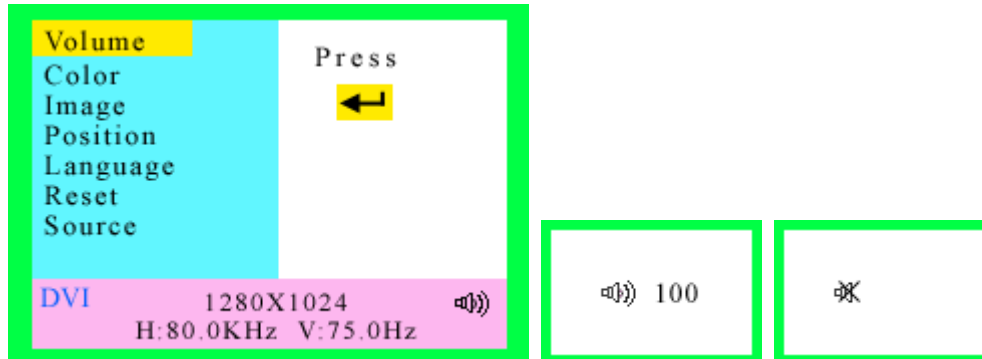 Volume
Color
Image
Position
Language
Reset
Source
Press
DVI 1280X1024
H:80.0KHz V:75.0Hz
100